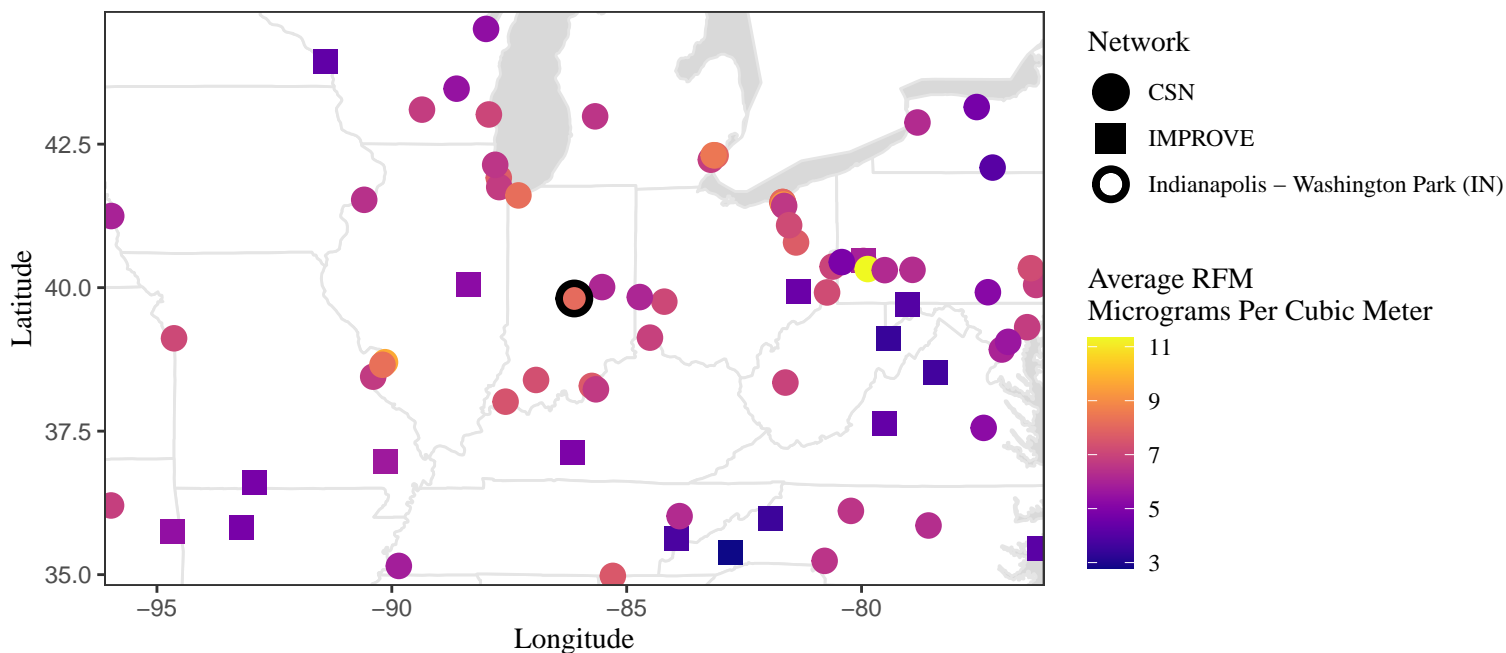 42.5
40.0
37.5
35.0
Latitude
−95
−90
−85
−80
Longitude
Network
CSN
IMPROVE
Indianapolis − Washington Park (IN)
Average RFM
Micrograms Per Cubic Meter
11
9
7
5
3